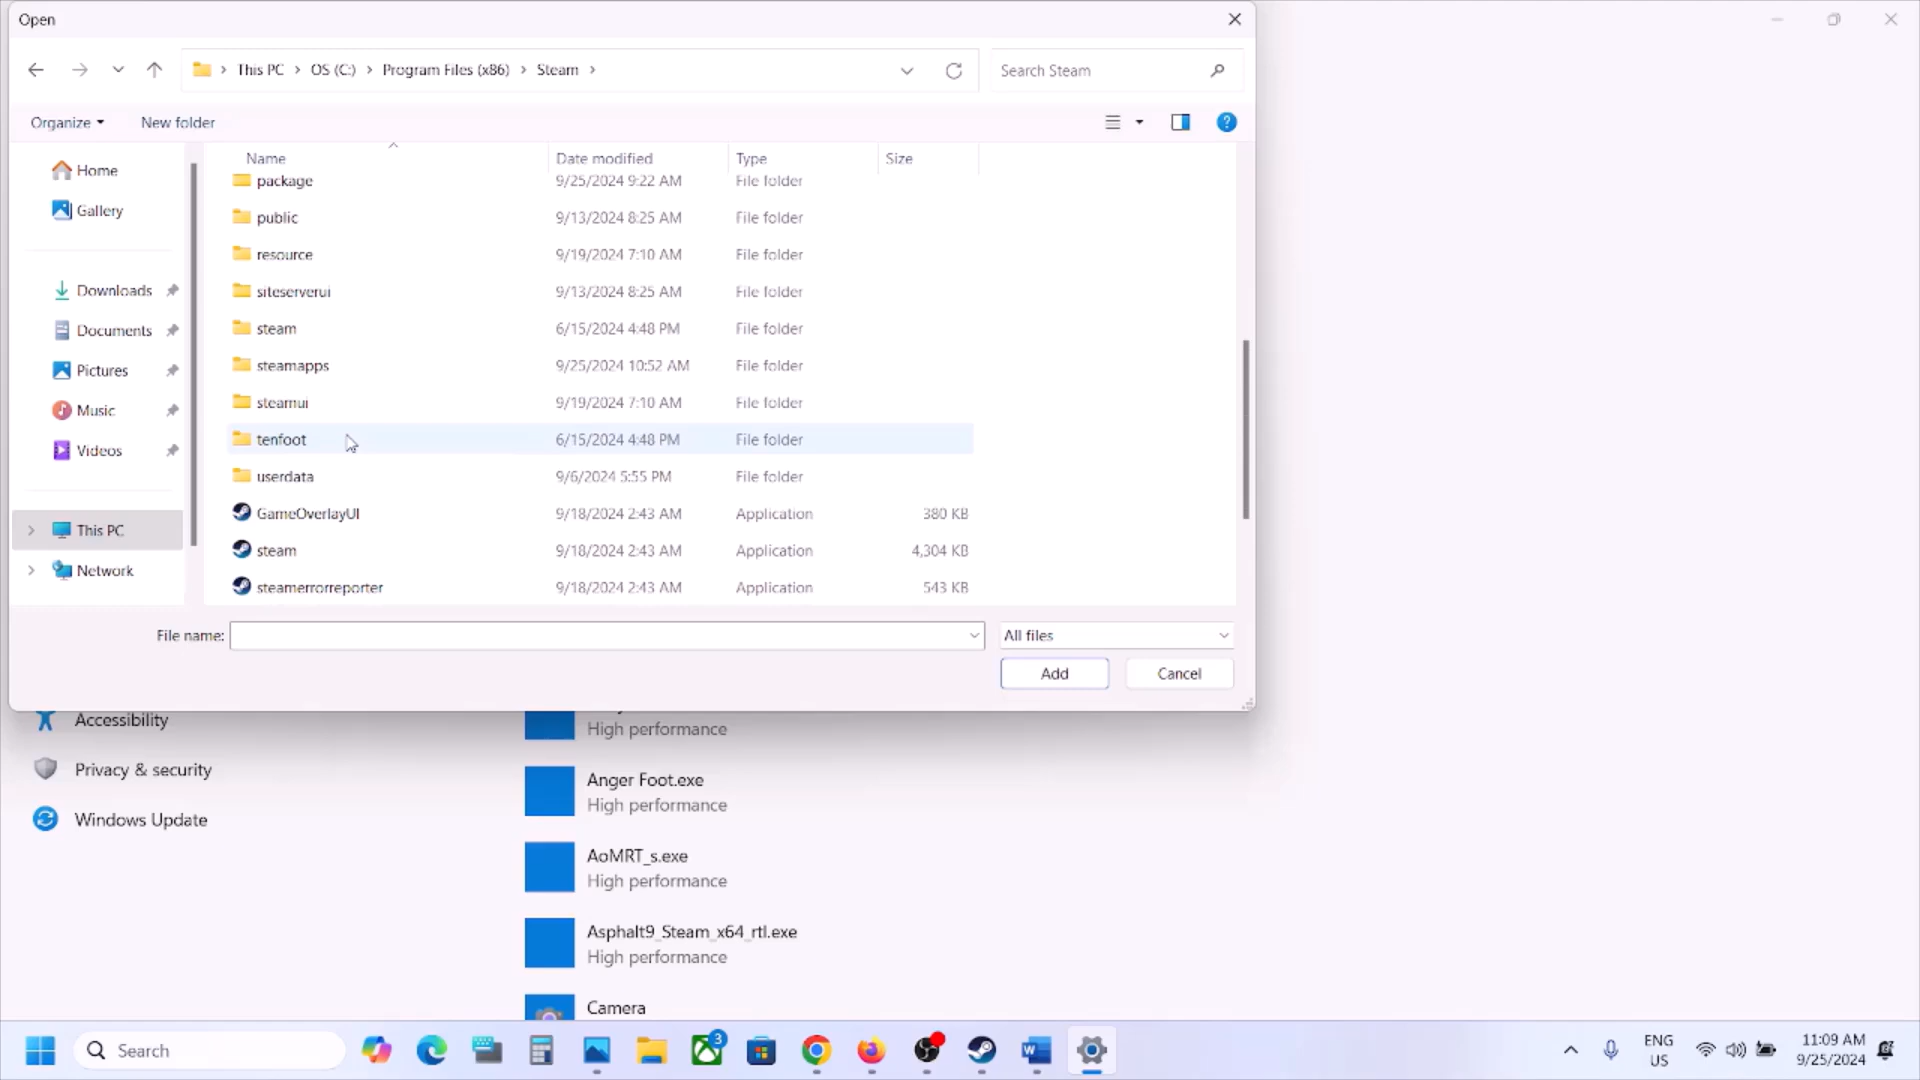 Open
This PC > OS (C:) > Program Files (x86) > Steam >
Search Steam
Organize
New folder
Name
Date modified
Type
Size
Home
Gallery
Downloads
Documents
Pictures
Music
Videos
This PC
Network
package 9/25/2024 9:22 AM File folder
public 9/13/2024 8:25 AM File folder
resource 9/19/2024 7:10 AM File folder
siteserverui 9/13/2024 8:25 AM File folder
steam 6/15/2024 4:48 PM File folder
steamapps 9/25/2024 10:52 AM File folder
steamui 9/19/2024 7:10 AM File folder
tenfoot 6/15/2024 4:48 PM File folder
userdata 9/6/2024 5:55 PM File folder
GameOverlayUI 9/18/2024 2:43 AM Application 380 KB
steam 9/18/2024 2:43 AM Application 4,304 KB
steamerrorreporter 9/18/2024 2:43 AM Application 543 KB
File name:
All files
Add
Cancel
Accessibility
Privacy & security
Windows Update
High performance
Anger Foot.exe
High performance
AoMRT_s.exe
High performance
Asphalt9_Steam_x64_rtl.exe
High performance
Camera
Search
3
ENG
US
11:09 AM
9/25/2024